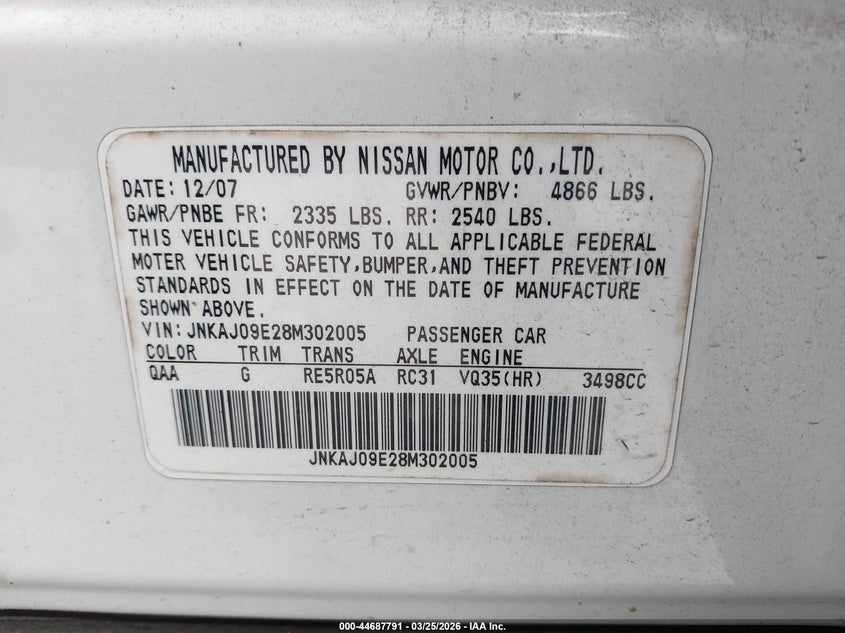 MANUFACTURED BY NISSAN MOTOR CO.,LTD.
DATE: 12/07 GVWR/PNBV: 4866 LBS.
GAWR/PNBE FR: 2335 LBS. RR: 2540 LBS.
THIS VEHICLE CONFORMS TO ALL APPLICABLE FEDERAL
MOTER VEHICLE SAFETY,BUMPER,AND THEFT PREVENTION
STANDARDS IN EFFECT ON THE DATE OF MANUFACTURE
SHOWN ABOVE.
VIN: JNKAJ09E28M302005 PASSENGER CAR
COLOR TRIM TRANS AXLE ENGINE
QAA G RE5R05A RC31 VQ35(HR) 3498CC
JNKAJ09E28M302005
000-44687791 - 03/25/2026 - IAA Inc.